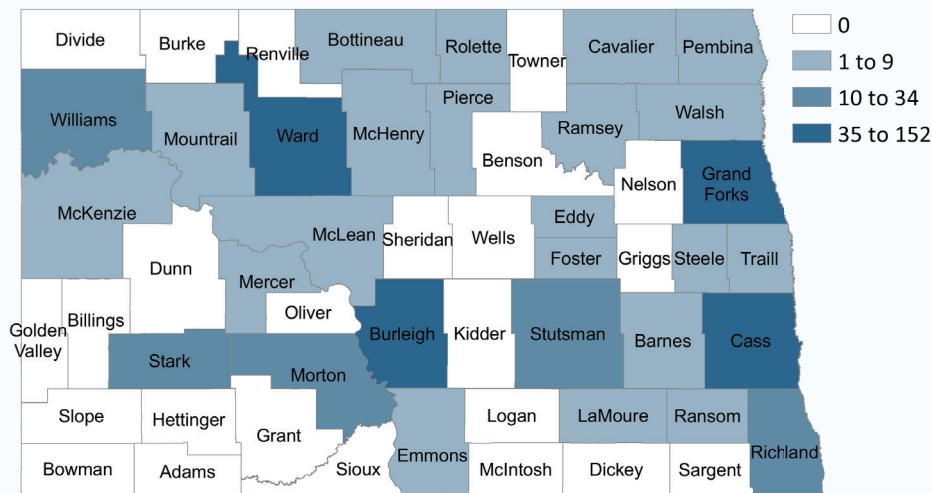 Divide
Burke
Renville
Bottineau
Rolette
Towner
Cavalier
Pembina
0
1 to 9
10 to 34
35 to 152
Williams
Mountrail
Ward
McHenry
Pierce
Benson
Ramsey
Walsh
Nelson
Grand
Forks
McKenzie
Dunn
McLean
Sheridan
Wells
Eddy
Foster
Griggs
Steele
Traill
Mercer
Oliver
Golden
Valley
Billings
Stark
Morton
Burleigh
Kidder
Stutsman
Barnes
Cass
Slope
Hettinger
Grant
Logan
LaMoure
Ransom
Richland
Bowman
Adams
Sioux
Emmons
McIntosh
Dickey
Sargent